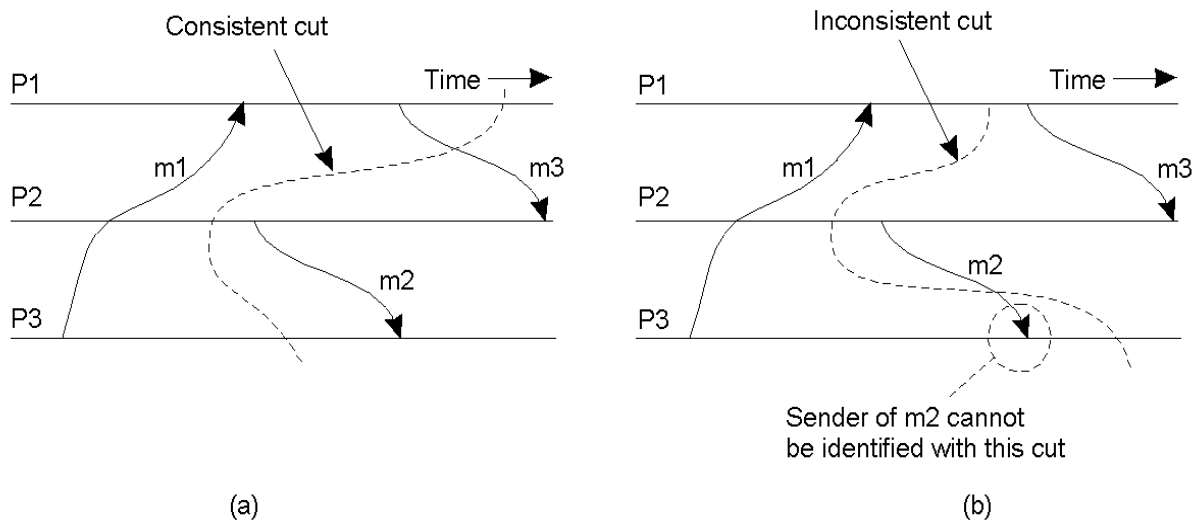 Consistent cut
Time
P1
m1
m3
P2
m2
P3
(a)
Inconsistent cut
Time
P1
m1
m3
P2
m2
P3
Sender of m2 cannot
be identified with this cut
(b)